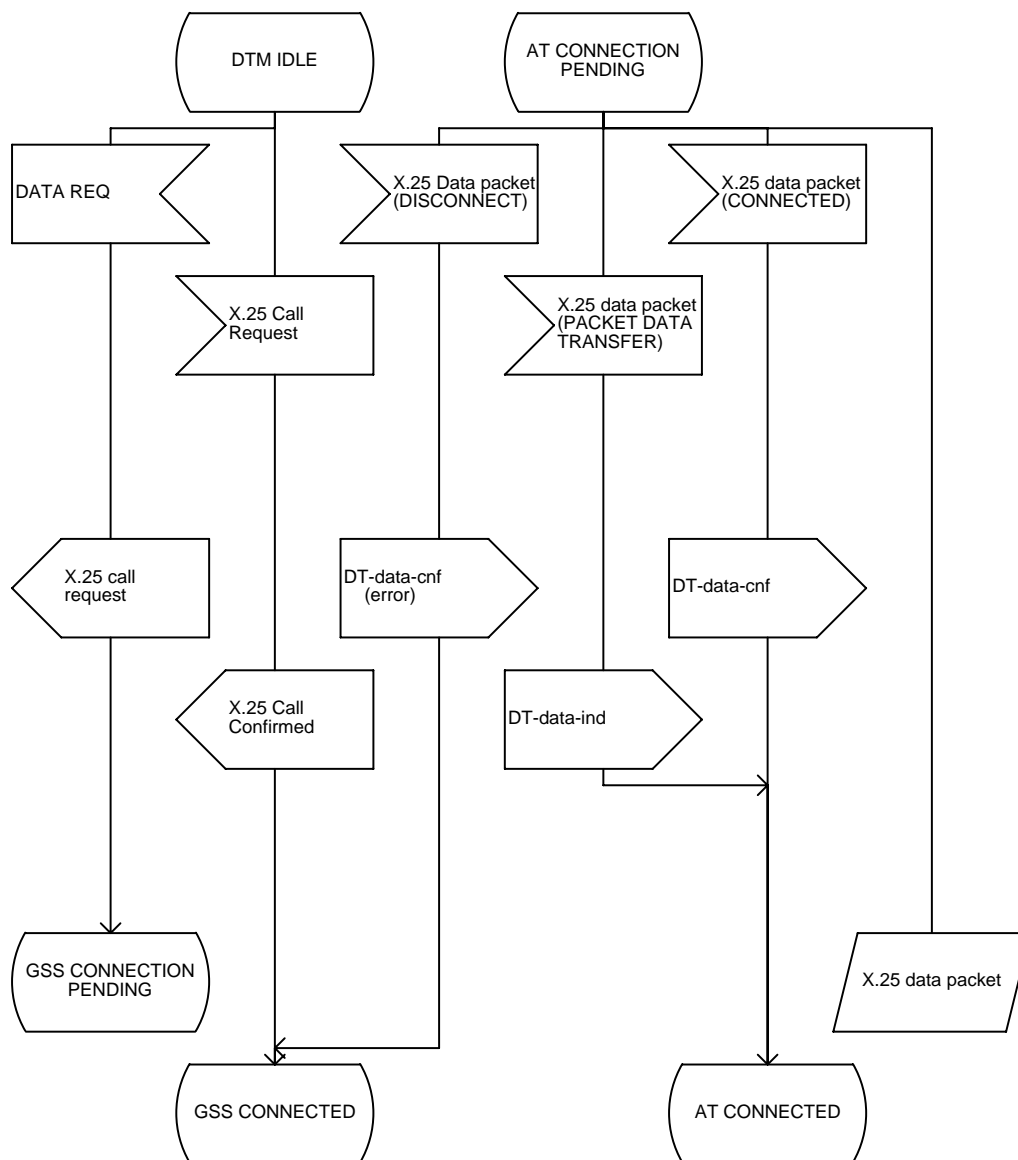 DTM IDLE
AT CONNECTION
PENDING
DATA REQ
X.25 Data packet
(DISCONNECT)
X.25 data packet
(CONNECTED)
X.25 Call
Request
X.25 data packet
(PACKET DATA
TRANSFER)
X.25 call
request
DT-data-cnf
(error)
DT-data-cnf
X.25 Call
Confirmed
DT-data-ind
GSS CONNECTION
PENDING
X.25 data packet
GSS CONNECTED
AT CONNECTED